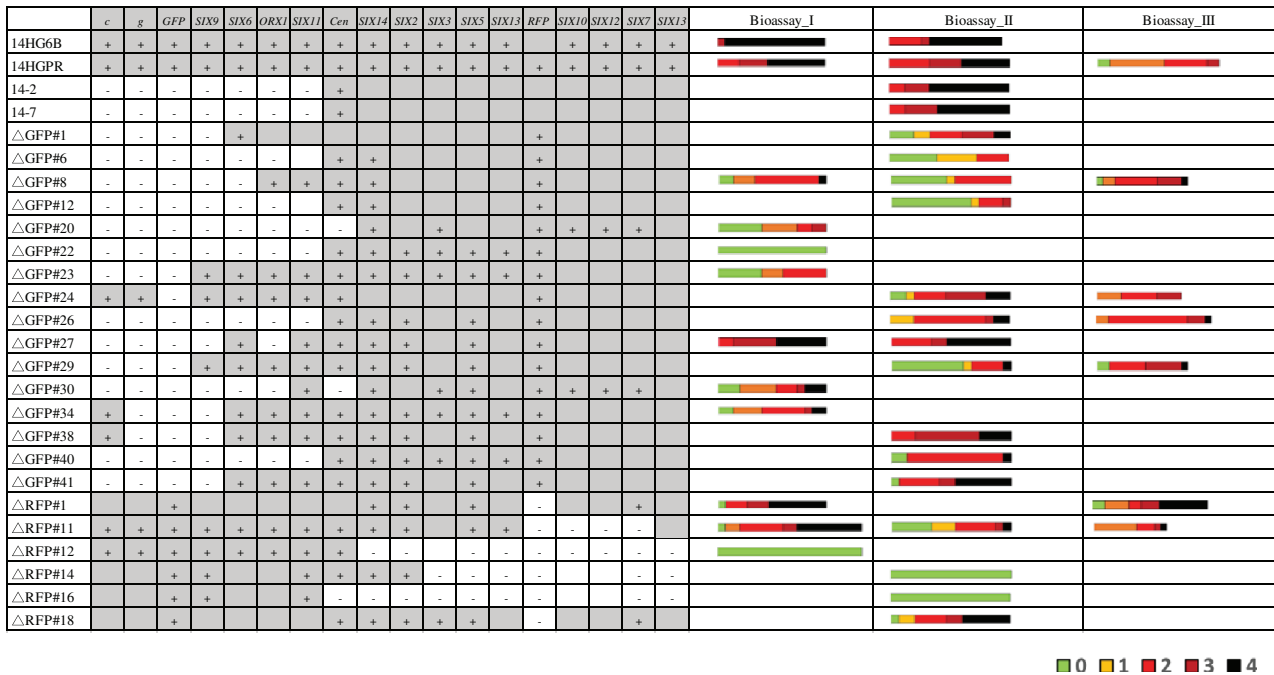 c g GFP SIX9 SIX6 ORX1 SIX11 Cen SIX14 SIX2 SIX3 SIX5 SIX13 RFP SIX10 SIX12 SIX7 SIX13 Bioassay_I Bioassay_II Bioassay_III
14HG6B + + + + + + + + + + + + + + + + +
14HGPR + + + + + + + + + + + + + + + + + +
14-2 - - - - - - - +
14-7 - - - - - - - +
△GFP#1 - - - - + +
△GFP#6 - - - - - - + + +
△GFP#8 - - - - - + + + + +
△GFP#12 - - - - - - + + +
△GFP#20 - - - - - - - - + + + + + +
△GFP#22 - - - - - - - + + + + + + +
△GFP#23 - - - + + + + + + + + + + +
△GFP#24 + + - + + + + + +
△GFP#26 - - - - - - - + + + + +
△GFP#27 - - - - + - + + + + + +
△GFP#29 - - - + + + + + + + + +
△GFP#30 - - - - - - + - + + + + + + +
△GFP#34 + - - - + + + + + + + + + +
△GFP#38 + - - - + + + + + + + +
△GFP#40 - - - - - - - + + + + + + +
△GFP#41 - - - - + + + + + + + +
△RFP#1 + + + + - +
△RFP#11 + + + + + + + + + + + + - - - -
△RFP#12 + + + + + + + + - - - - - - - - - -
△RFP#14 + + + + + + - - - - - -
△RFP#16 + + + - - - - - - - - -
△RFP#18 + + + + + + - +
0 1 2 3 4